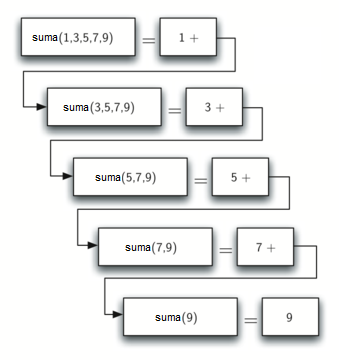 suma(1,3,5,7,9) = 1 +
suma(3,5,7,9) = 3 +
suma(5,7,9) = 5 +
suma(7,9) = 7 +
suma(9) = 9